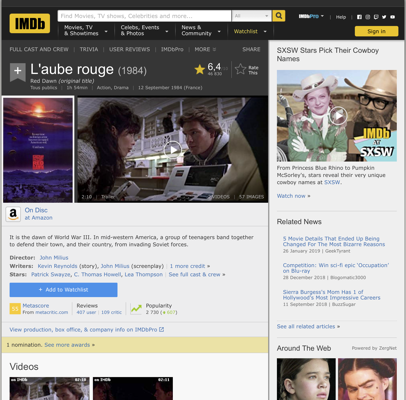 IMDb
Find Movies, TV shows, Celebrities and more...
All
IMDbPro
Help
Movies, TV
& Showtimes
Celebs, Events
& Photos
News &
Community
Watchlist
Sign in
FULL CAST AND CREW | TRIVIA | USER REVIEWS | IMDbPro | MORE
SHARE
L'aube rouge (1984)
Red Dawn (original title)
Tous publics | 1h 54min | Action, Drama | 12 September 1984 (France)
6,4
Rate
This
2:10 | Trailer
VIDEOS | 57 IMAGES
On Disc
at Amazon
It is the dawn of World War III. In mid-western America, a group of teenagers band together
to defend their town, and their country, from invading Soviet forces.
Director: John Milius
Writers: Kevin Reynolds (story), John Milius (screenplay) | 1 more credit »
Stars: Patrick Swayze, C. Thomas Howell, Lea Thompson | See full cast & crew »
+ Add to Watchlist
Metascore
From metacritic.com
Reviews
407 user | 109 critic
Popularity
2 730
View production, box office, & company info on IMDbPro
1 nomination. See more awards »
Videos
SXSW Stars Pick Their Cowboy
Names
IMDb
AT
SXSW
From Princess Blue Rhino to Pumpkin
McSorley, stars reveal their very unique
cowboy names at SXSW.
Watch now »
Related News
5 Movie Details That Ended Up Being
Changed For The Most Bizarre Reasons
26 January 2019 | GeekTyrant
Competition: Win sci-fi epic 'Occupation'
on Blu-ray
28 December 2018 | Blogomatic3000
Sierra Burgess's Mom Has 1 of
Hollywood's Most Impressive Careers
11 September 2018 | BuzzSugar
See all related articles »
Around The Web
Powered by ZergNet